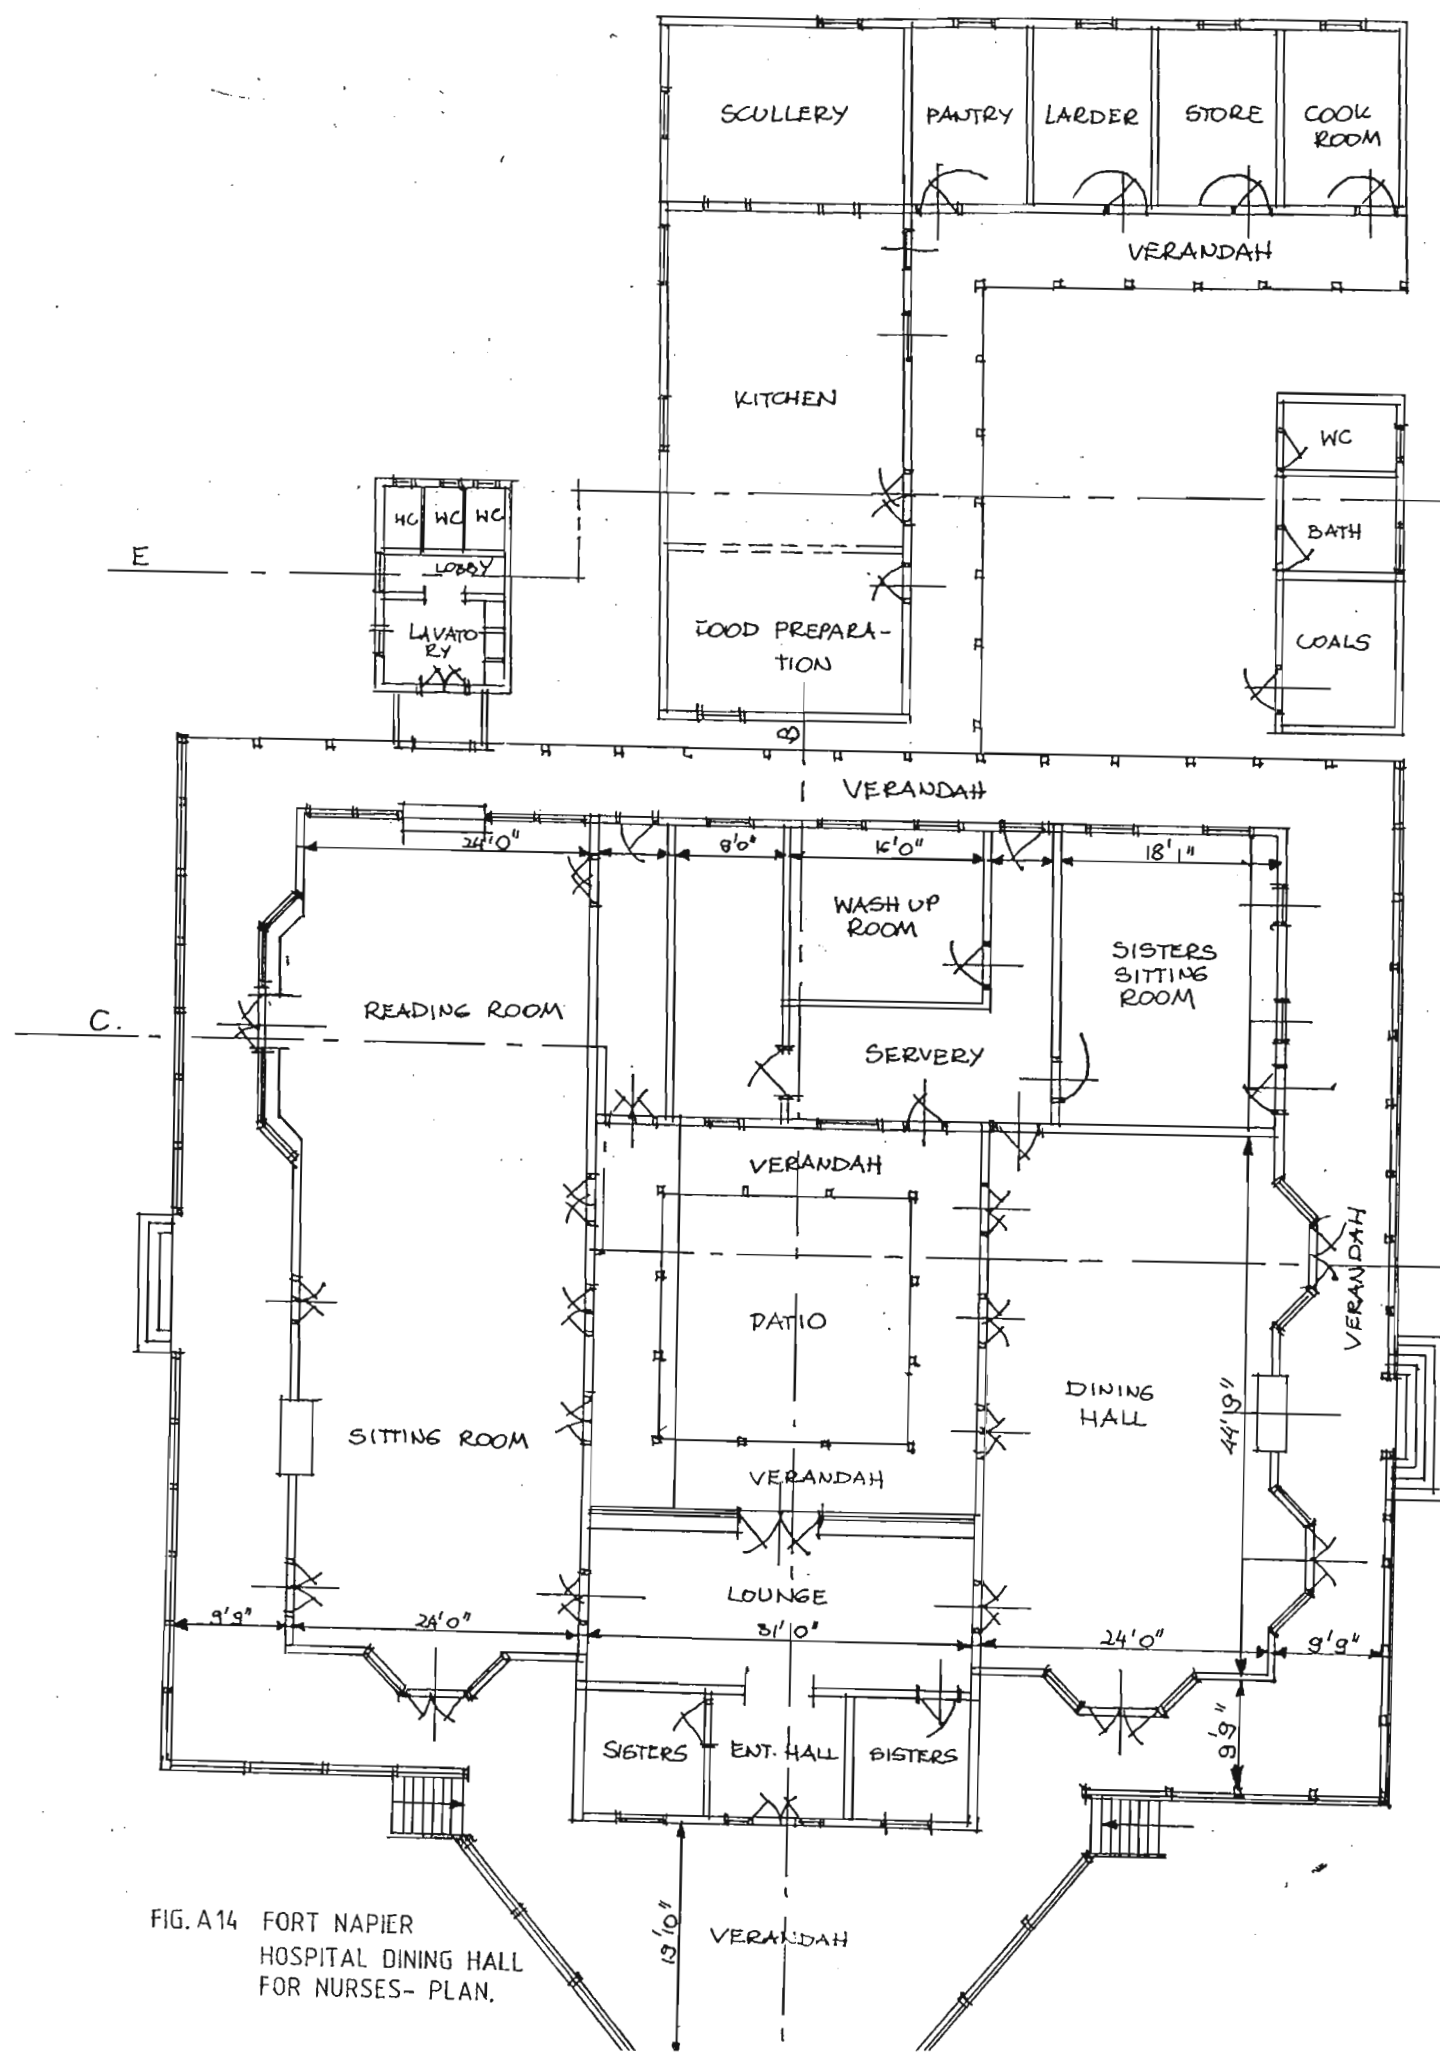 SCULLERY
PANTRY
LARDER
STORE
COOK
ROOM
VERANDAH
KITCHEN
WC
BATH
COALS
WC
WC
WC
LOBBY
LAVATO
RY
E
FOOD PREPARA-
TION
B
VERANDAH
24'0"
8'0"
16'0"
18'1"
WASH UP
ROOM
SISTERS
SITTING
ROOM
READING ROOM
C.
SERVERY
VERANDAH
VERANDAH
PATIO
DINING
HALL
44'19"
SITTING ROOM
VERANDAH
LOUNGE
9'9"
24'0"
31'0"
24'0"
9'9"
SISTERS
ENT. HALL
SISTERS
9'9"
19'10"
VERANDAH
FIG. A14 FORT NAPIER
HOSPITAL DINING HALL
FOR NURSES- PLAN.